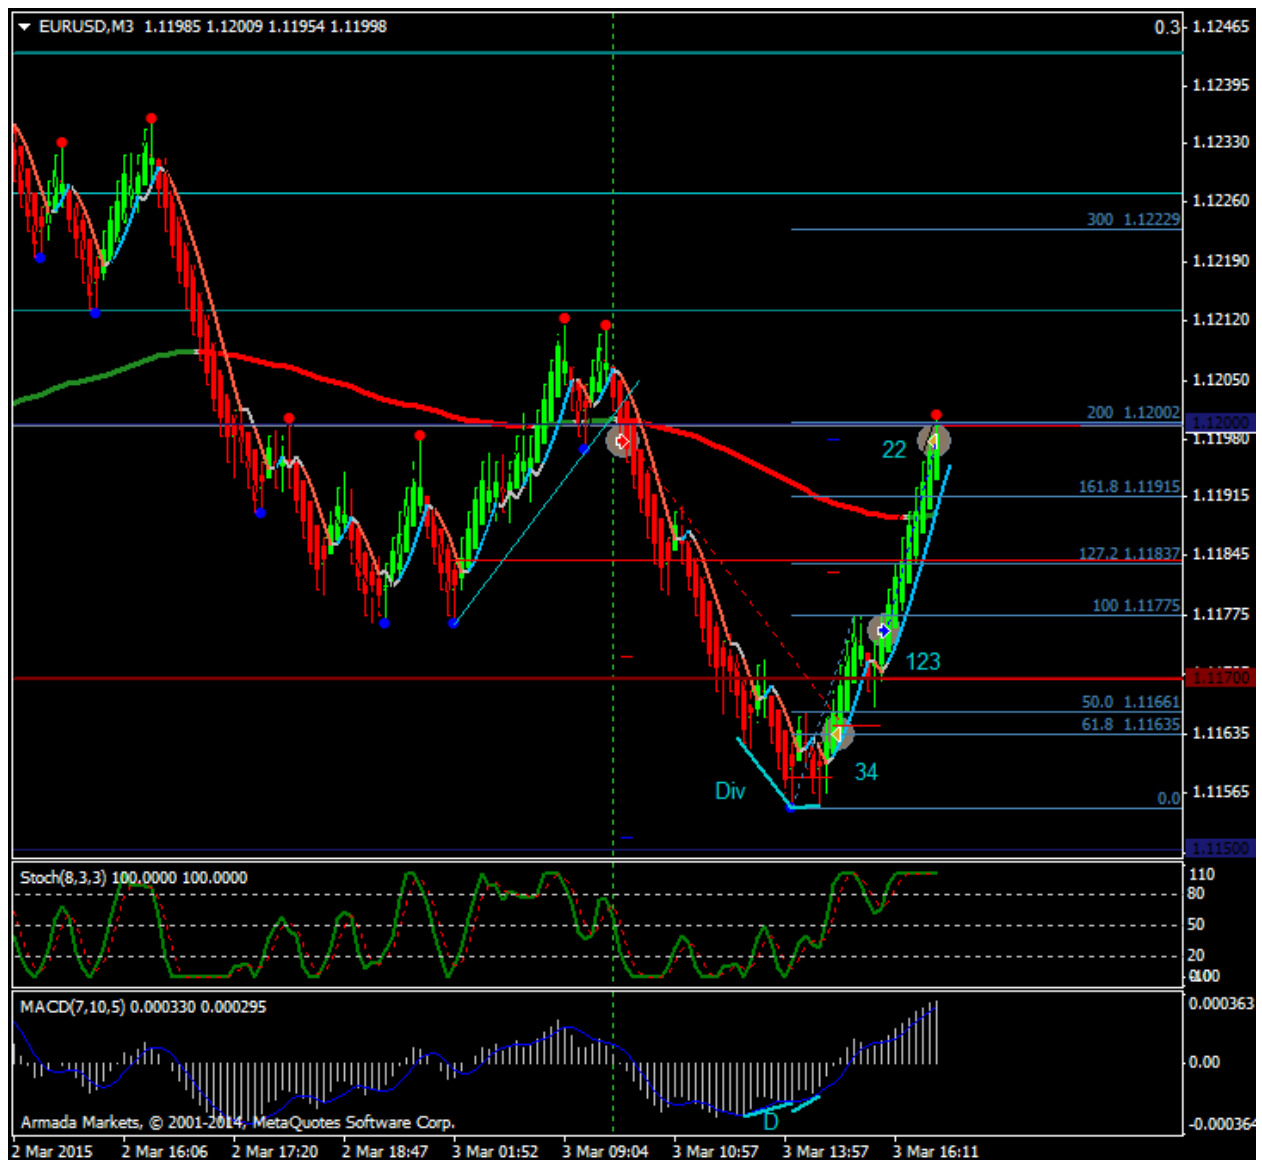 EURUSD,M3 1.11985 1.12009 1.11954 1.11998
0.3
1.12465
1.12395
1.12330
1.12260
300 1.12229
1.12190
1.12120
1.12050
200 1.12002
1.12000
1.11980
22
161.8 1.11915
1.11915
127.2 1.11837
1.11845
100 1.11775
1.11775
123
1.11700
50.0 1.11661
61.8 1.11635
1.11635
34
Div
0.0
1.11565
1.11500
Stoch(8,3,3) 100.0000 100.0000
110
80
50
20
MACD(7,10,5) 0.000330 0.000295
0.000363
0.00
D
Armada Markets, © 2001-2014, MetaQuotes Software Corp.
-0.000364
2 Mar 2015
2 Mar 16:06
2 Mar 17:20
2 Mar 18:47
3 Mar 01:52
3 Mar 09:04
3 Mar 10:57
3 Mar 13:57
3 Mar 16:11